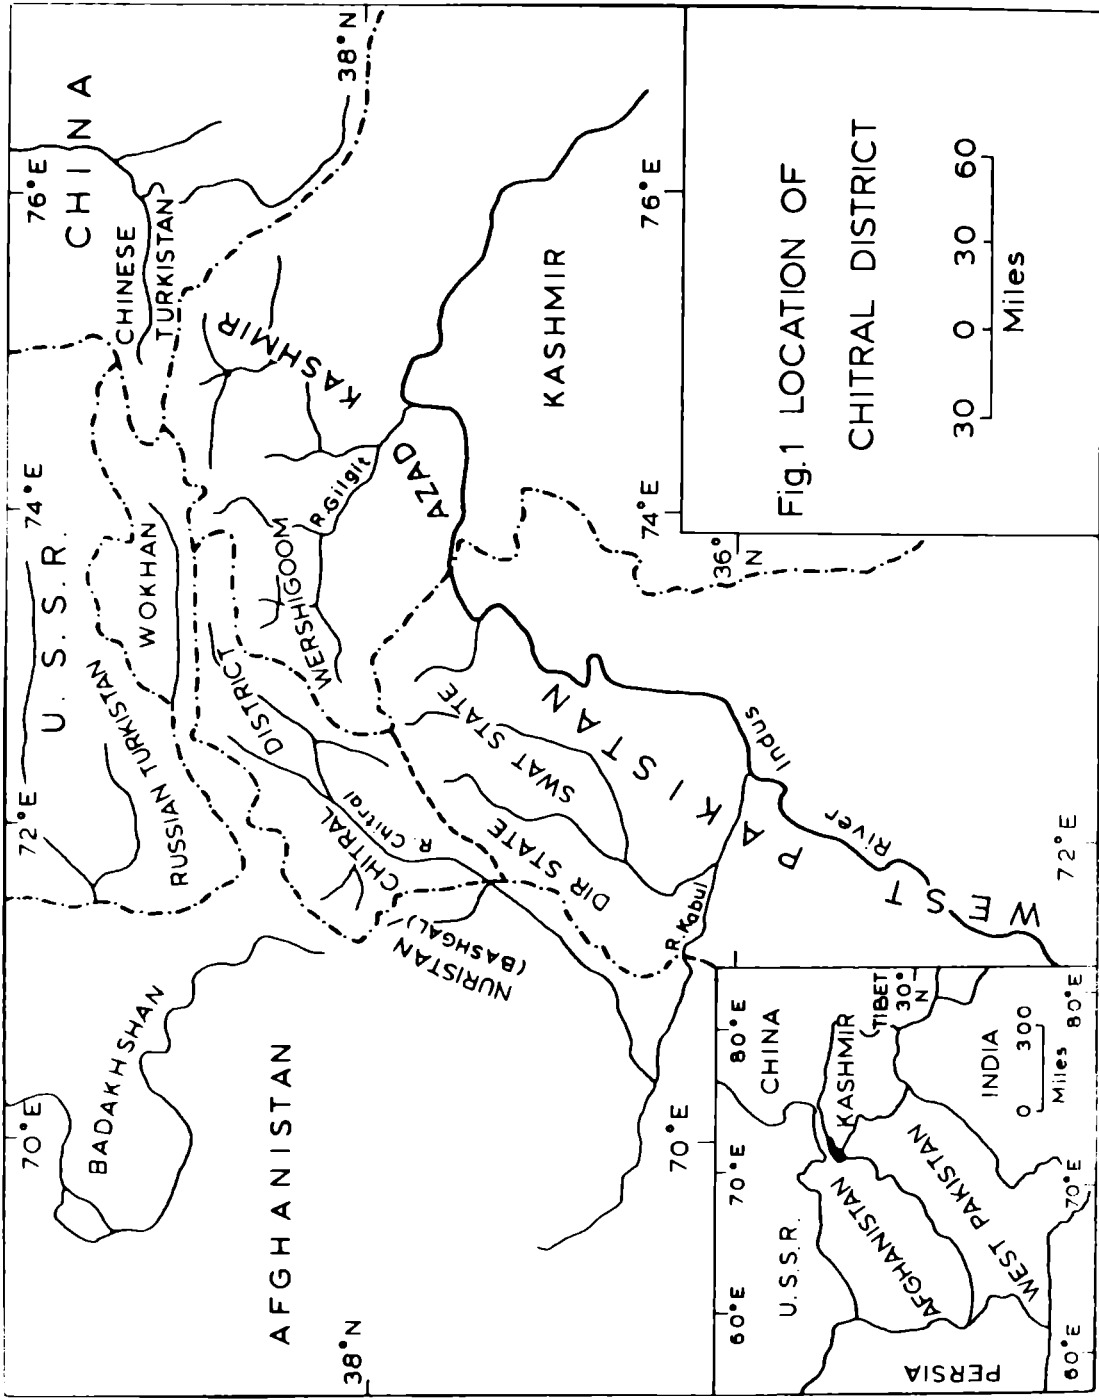 CHINA
U. S. S. R.
CHINESE
TURKISTAN
RUSSIAN TURKISTAN
WOKHAN
BADAKHSHAN
AFGHANISTAN
NURISTAN
(BASHGAL)
CHITRAL
DISTRICT
R. Chitral
WERSHIGOOM
R. Gilgit
AZAD
KASHMIR
KASHMIR
DIR STATE
SWAT STATE
WEST
PAKISTAN
R. Kabul
River
Indus
70°E
72°E
74°E
76°E
38°N
38°N
36°
N
70°E
72°E
74°E
76°E
Fig.1 LOCATION OF
CHITRAL DISTRICT
30 0 30 60
Miles
60°E
70°E
80°E
U.S.S.R.
CHINA
KASHMIR
(TIBET
30°
N
AFGHANISTAN
WEST PAKISTAN
INDIA
PERSIA
0 300
Miles
60°E
70°E
80°E